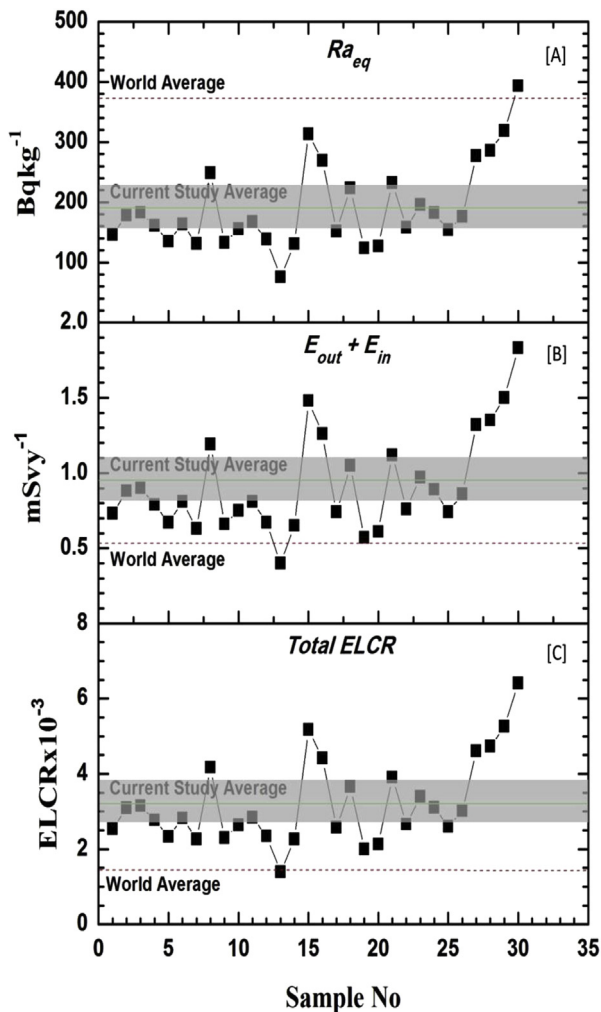 500
Ra_eq
[A]
400
World Average
300
Current Study Average
200
100
Bqkg⁻¹
2.0
E_out + E_in
[B]
1.5
Current Study Average
1.0
0.5
World Average
mSvy⁻¹
8
Total ELCR
[C]
6
4
Current Study Average
2
World Average
0
ELCRx10⁻³
0 5 10 15 20 25 30 35
Sample No